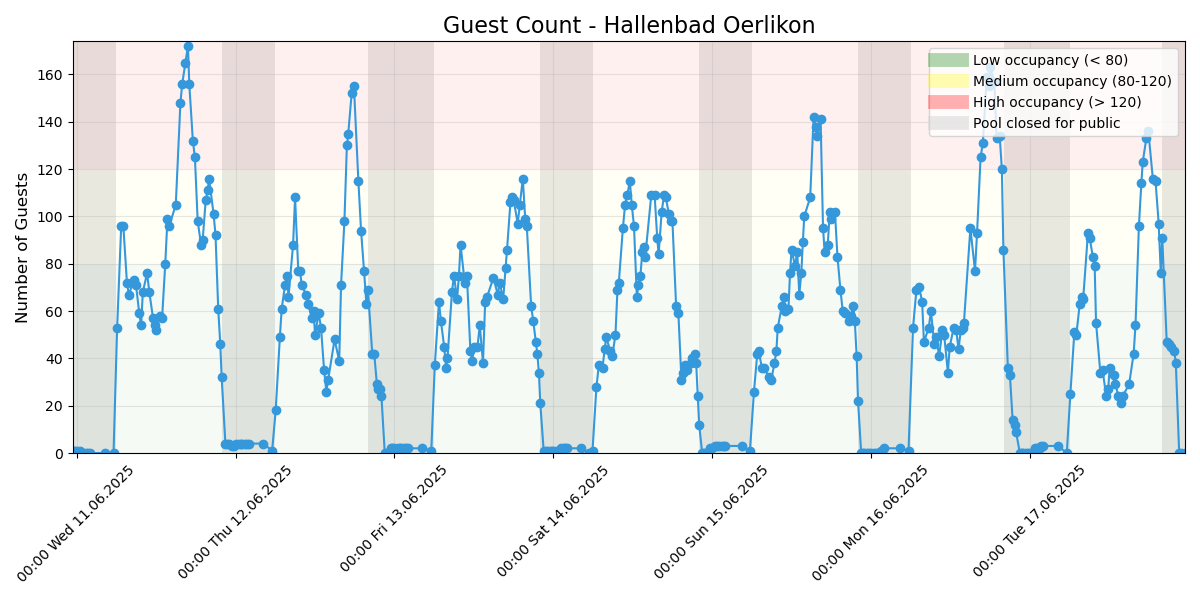 Guest Count - Hallenbad Oerlikon
Number of Guests
160
140
120
100
80
60
40
20
0
Low occupancy (< 80)
Medium occupancy (80-120)
High occupancy (> 120)
Pool closed for public
00:00 Wed 11.06.2025
00:00 Thu 12.06.2025
00:00 Fri 13.06.2025
00:00 Sat 14.06.2025
00:00 Sun 15.06.2025
00:00 Mon 16.06.2025
00:00 Tue 17.06.2025